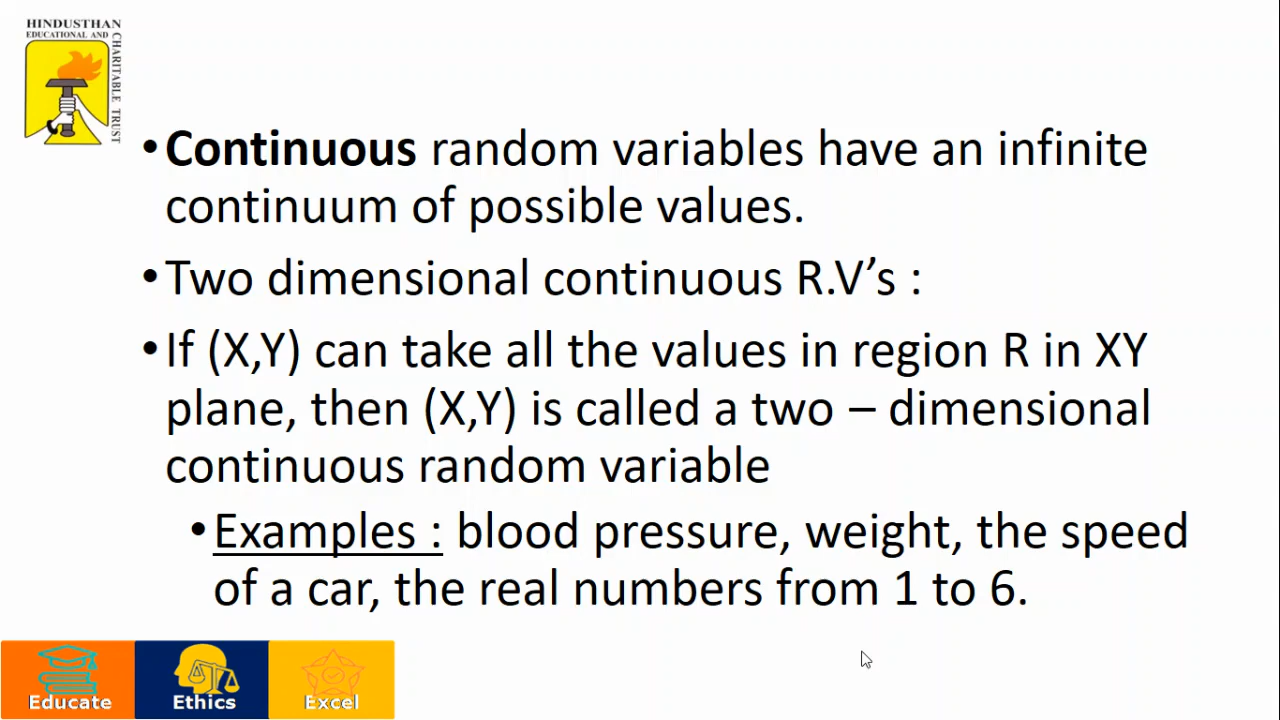 HINDUSTHAN
EDUCATIONAL AND
CHARITABLE TRUST
•Continuous random variables have an infinite
continuum of possible values.
•Two dimensional continuous R.V’s :
•If (X,Y) can take all the values in region R in XY
plane, then (X,Y) is called a two – dimensional
continuous random variable
•Examples : blood pressure, weight, the speed
of a car, the real numbers from 1 to 6.
Educate Ethics Excel